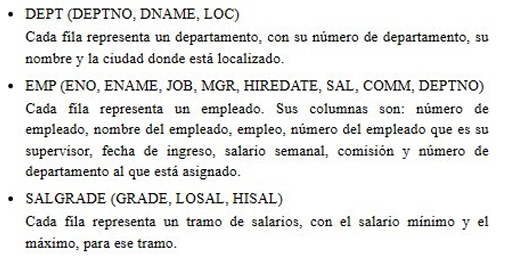 • DEPT (DEPTNO, DNAME, LOC)
Cada fila representa un departamento, con su número de departamento, su
nombre y la ciudad donde está localizado.
• EMP (ENO, ENAME, JOB, MGR, HIREDATE, SAL, COMM, DEPTNO)
Cada fila representa un empleado. Sus columnas son: número de
empleado, nombre del empleado, empleo, número del empleado que es su
supervisor, fecha de ingreso, salario semanal, comisión y número de
departamento al que está asignado.
• SALGRADE (GRADE, LOSAL, HISAL)
Cada fila representa un tramo de salarios, con el salario mínimo y el
máximo, para ese tramo.